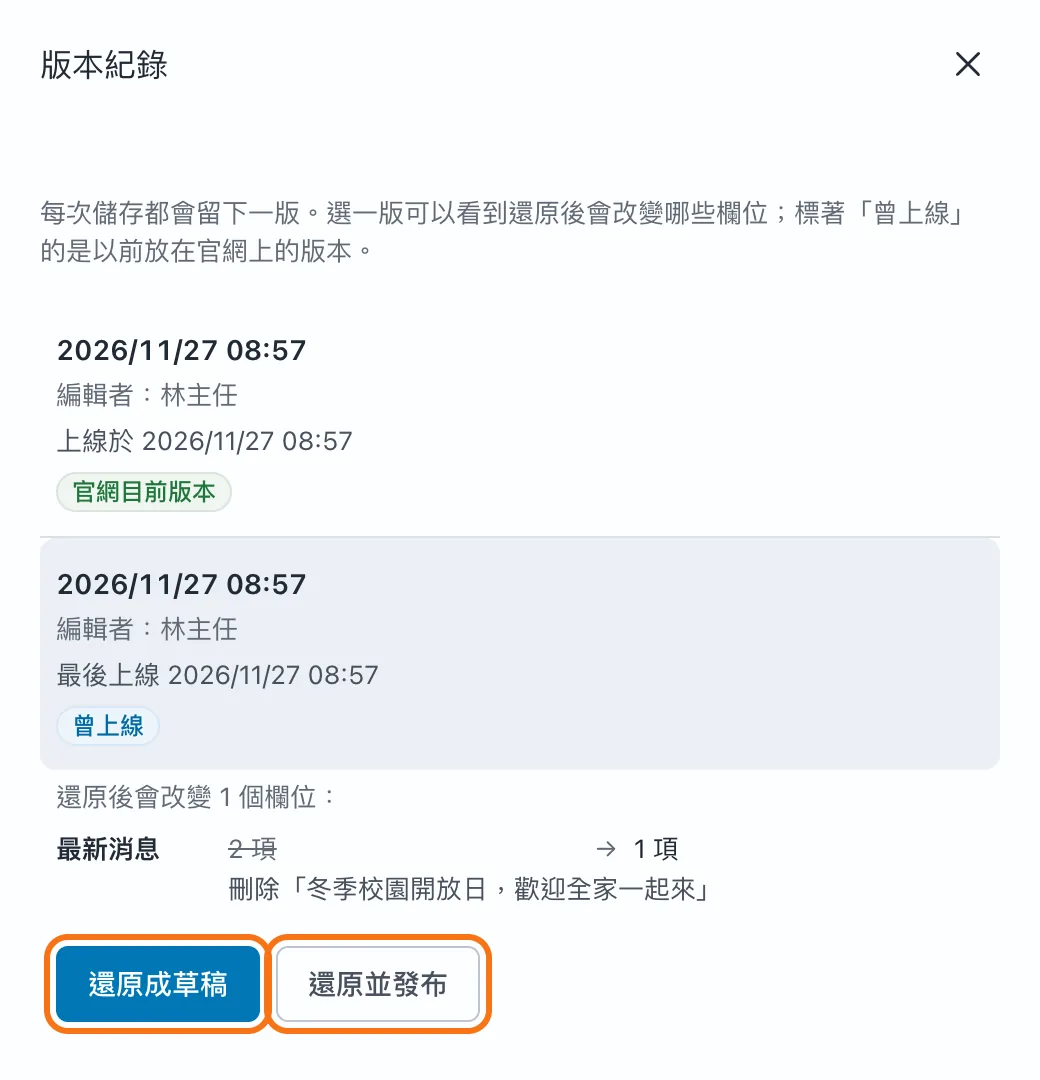 版本紀錄
每次儲存都會留下一版。選一版可以看到還原後會改變哪些欄位；標著「曾上線」
的是以前放在官網上的版本。
2026/11/27 08:57
編輯者：林主任
上線於 2026/11/27 08:57
官網目前版本
2026/11/27 08:57
編輯者：林主任
最後上線 2026/11/27 08:57
曾上線
還原後會改變 1 個欄位：
最新消息 2 項 → 1 項
刪除「冬季校園開放日，歡迎全家一起來」
還原成草稿 還原並發布